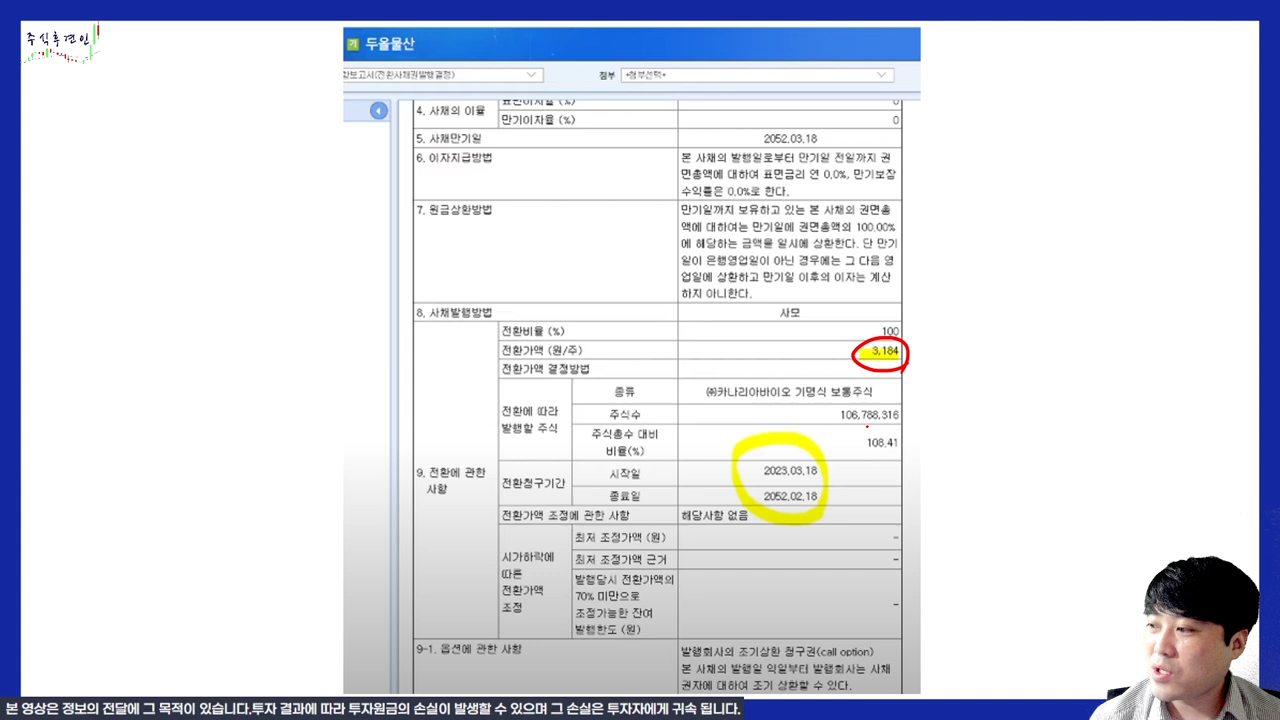 주식후견인
두올물산
합보고서(전환사채권발행결정)
첨부
+첨부선택+
4. 사채의 이율
표면이자율 (%)
0
만기이자율 (%)
0
5. 사채만기일
2052.03.18
6. 이자지급방법
본 사채의 발행일로부터 만기일 전일까지 권
면총액에 대하여 표면금리 연 0.0%, 만기보장
수익률은 0.0%로 한다.
7. 원금상환방법
만기일까지 보유하고 있는 본 사채의 권면총
액에 대하여는 만기일에 권면총액의 100.00%
에 해당하는 금액을 일시에 상환한다. 단 만기
일이 은행영업일이 아닌 경우에는 그 다음 영
업일에 상환하고 만기일 이후의 이자는 계산
하지 아니한다.
8. 사채발행방법
사모
9. 전환에 관한
사항
전환비율 (%)
100
전환가액 (원/주)
3,184
전환가액 결정방법
전환에 따라
발행할 주식
종류
㈜카나리아바이오 기명식 보통주식
주식수
106,788,316
주식총수 대비
비율(%)
108.41
전환청구기간
시작일
2023.03.18
종료일
2052.02.18
전환가액 조정에 관한 사항
해당사항 없음
시가하락에
따른
전환가액
조정
최저 조정가액 (원)
-
최저 조정가액 근거
-
발행당시 전환가액의
70% 미만으로
조정가능한 잔여
발행한도 (원)
-
9-1. 옵션에 관한 사항
발행회사의 조기상환 청구권(call option)
본 사채의 발행일 익일부터 발행회사는 사채
권자에 대하여 조기 상환할 수 있다.
본 영상은 정보의 전달에 그 목적이 있습니다.투자 결과에 따라 투자원금의 손실이 발생할 수 있으며 그 손실은 투자자에게 귀속 됩니다.